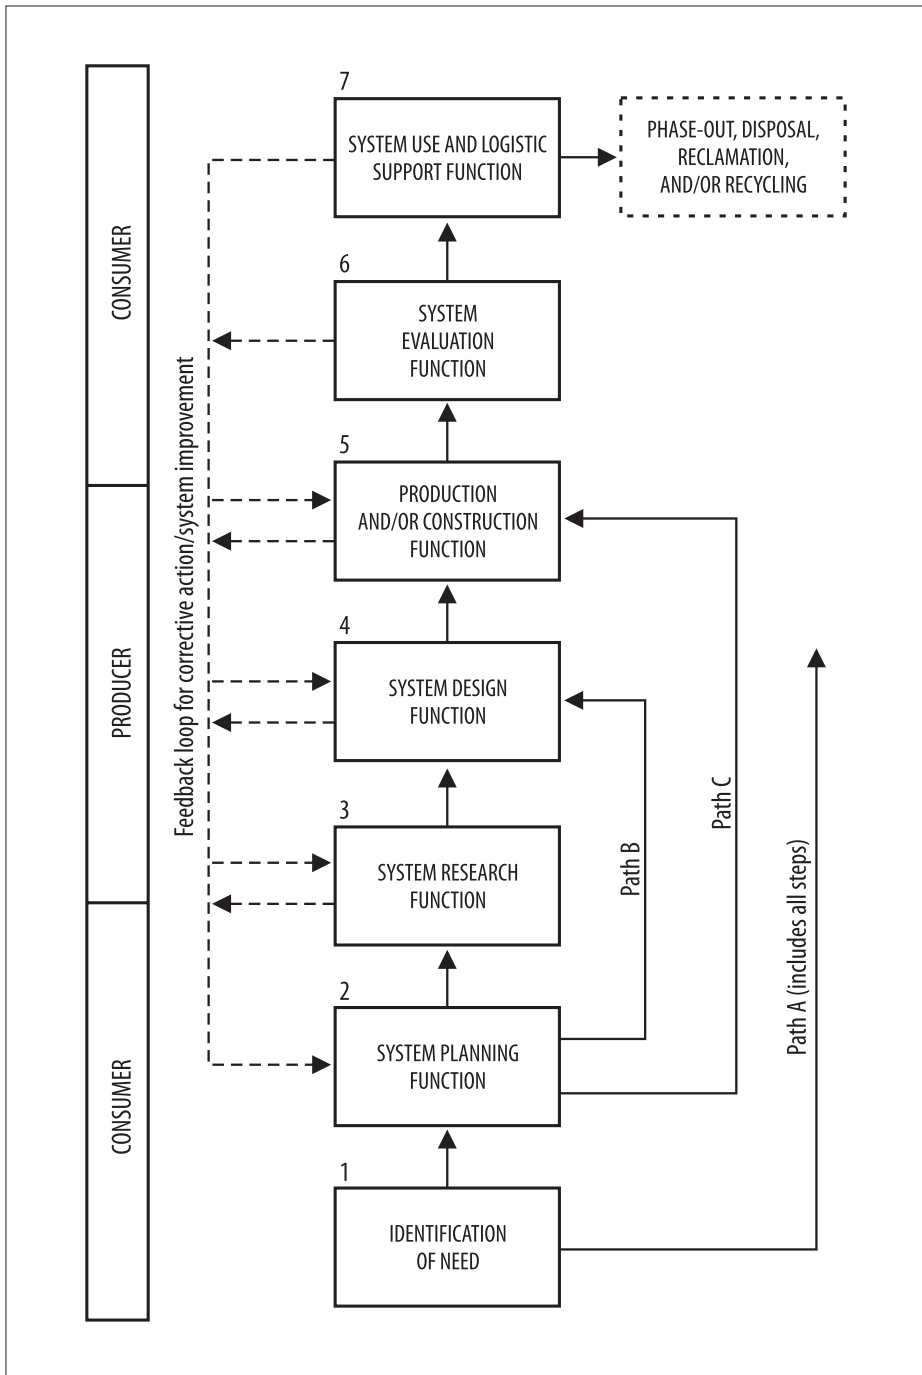 7
SYSTEM USE AND LOGISTIC
SUPPORT FUNCTION
PHASE-OUT, DISPOSAL,
RECLAMATION,
AND/OR RECYCLING
CONSUMER
6
SYSTEM
EVALUATION
FUNCTION
Feedback loop for corrective action/system improvement
5
PRODUCTION
AND/OR CONSTRUCTION
FUNCTION
PRODUCER
4
SYSTEM DESIGN
FUNCTION
3
SYSTEM RESEARCH
FUNCTION
Path B
Path C
Path A (includes all steps)
2
SYSTEM PLANNING
FUNCTION
CONSUMER
1
IDENTIFICATION
OF NEED